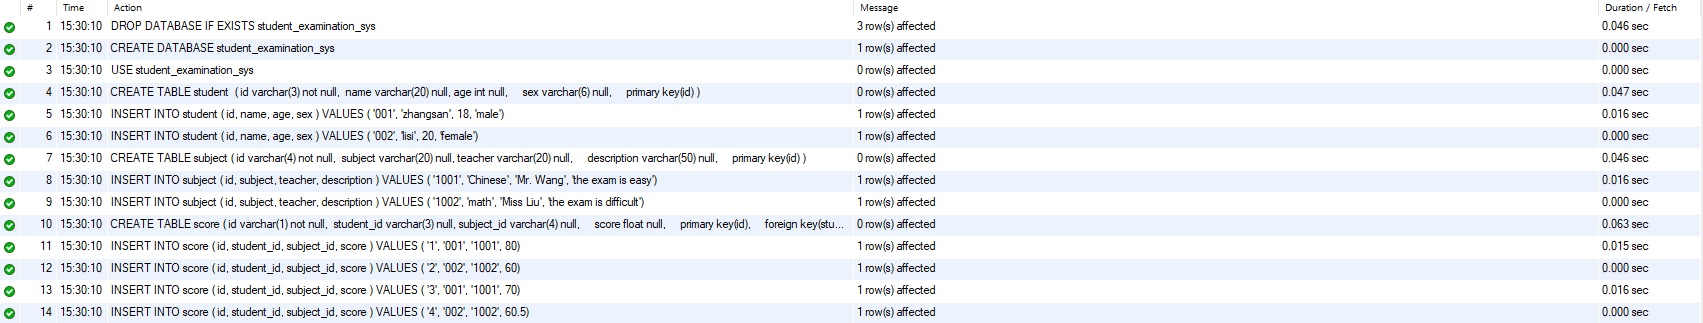 # Time Action Message Duration / Fetch
1 15:30:10 DROP DATABASE IF EXISTS student_examination_sys 3 row(s) affected 0.046 sec
2 15:30:10 CREATE DATABASE student_examination_sys 1 row(s) affected 0.000 sec
3 15:30:10 USE student_examination_sys 0 row(s) affected 0.000 sec
4 15:30:10 CREATE TABLE student ( id varchar(3) not null, name varchar(20) null, age int null, sex varchar(6) null, primary key(id) ) 0 row(s) affected 0.047 sec
5 15:30:10 INSERT INTO student ( id, name, age, sex ) VALUES ( '001', 'zhangsan', 18, 'male') 1 row(s) affected 0.016 sec
6 15:30:10 INSERT INTO student ( id, name, age, sex ) VALUES ( '002', 'lisi', 20, 'female') 1 row(s) affected 0.000 sec
7 15:30:10 CREATE TABLE subject ( id varchar(4) not null, subject varchar(20) null, teacher varchar(20) null, description varchar(50) null, primary key(id) ) 0 row(s) affected 0.046 sec
8 15:30:10 INSERT INTO subject ( id, subject, teacher, description ) VALUES ( '1001', 'Chinese', 'Mr. Wang', 'the exam is easy') 1 row(s) affected 0.016 sec
9 15:30:10 INSERT INTO subject ( id, subject, teacher, description ) VALUES ( '1002', 'math', 'Miss Liu', 'the exam is difficult') 1 row(s) affected 0.000 sec
10 15:30:10 CREATE TABLE score ( id varchar(1) not null, student_id varchar(3) null, subject_id varchar(4) null, score float null, primary key(id), foreign key(stu... 0 row(s) affected 0.063 sec
11 15:30:10 INSERT INTO score ( id, student_id, subject_id, score ) VALUES ( '1', '001', '1001', 80) 1 row(s) affected 0.015 sec
12 15:30:10 INSERT INTO score ( id, student_id, subject_id, score ) VALUES ( '2', '002', '1002', 60) 1 row(s) affected 0.000 sec
13 15:30:10 INSERT INTO score ( id, student_id, subject_id, score ) VALUES ( '3', '001', '1001', 70) 1 row(s) affected 0.016 sec
14 15:30:10 INSERT INTO score ( id, student_id, subject_id, score ) VALUES ( '4', '002', '1002', 60.5) 1 row(s) affected 0.000 sec